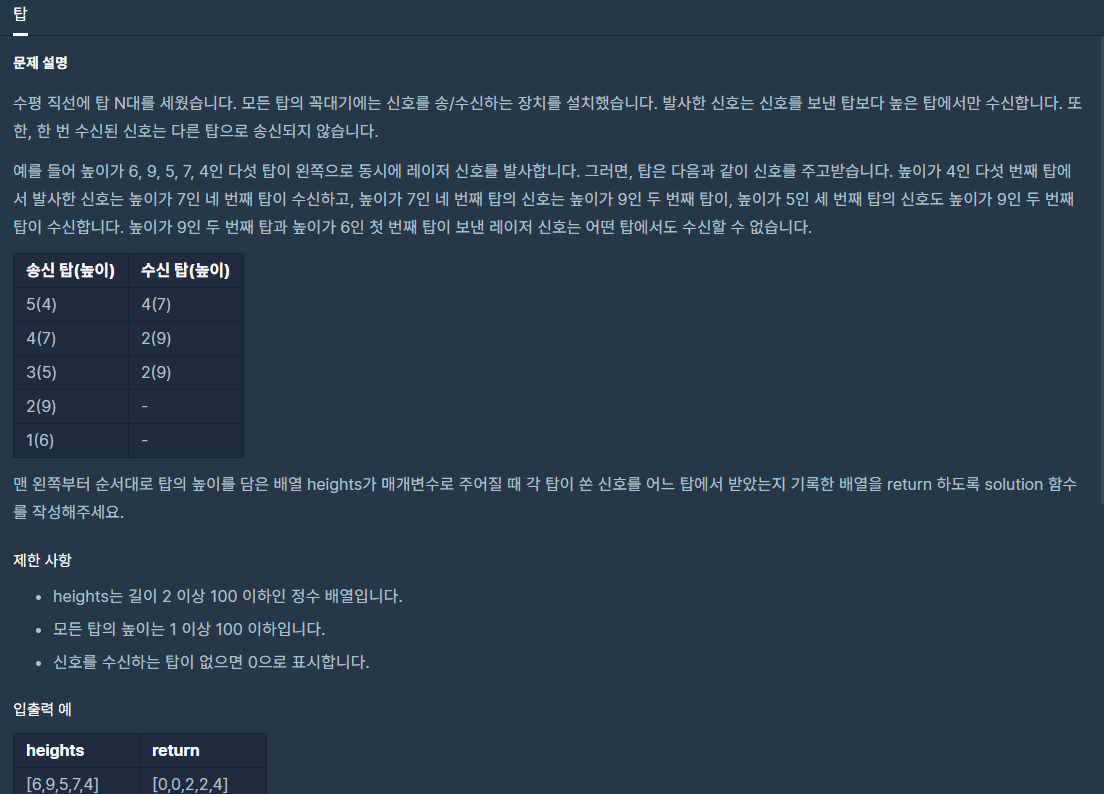 탑
문제 설명
수평 직선에 탑 N대를 세웠습니다. 모든 탑의 꼭대기에는 신호를 송/수신하는 장치를 설치했습니다. 발사한 신호는 신호를 보낸 탑보다 높은 탑에서만 수신합니다. 또
한, 한 번 수신된 신호는 다른 탑으로 송신되지 않습니다.
예를 들어 높이가 6, 9, 5, 7, 4인 다섯 탑이 왼쪽으로 동시에 레이저 신호를 발사합니다. 그러면, 탑은 다음과 같이 신호를 주고받습니다. 높이가 4인 다섯 번째 탑에
서 발사한 신호는 높이가 7인 네 번째 탑이 수신하고, 높이가 7인 네 번째 탑의 신호는 높이가 9인 두 번째 탑이, 높이가 5인 세 번째 탑의 신호도 높이가 9인 두 번째
탑이 수신합니다. 높이가 9인 두 번째 탑과 높이가 6인 첫 번째 탑이 보낸 레이저 신호는 어떤 탑에서도 수신할 수 없습니다.
송신 탑(높이) 수신 탑(높이)
5(4) 4(7)
4(7) 2(9)
3(5) 2(9)
2(9) -
1(6) -
맨 왼쪽부터 순서대로 탑의 높이를 담은 배열 heights가 매개변수로 주어질 때 각 탑이 쏜 신호를 어느 탑에서 받았는지 기록한 배열을 return 하도록 solution 함수
를 작성해주세요.
제한 사항
• heights는 길이 2 이상 100 이하인 정수 배열입니다.
• 모든 탑의 높이는 1 이상 100 이하입니다.
• 신호를 수신하는 탑이 없으면 0으로 표시합니다.
입출력 예
heights return
[6,9,5,7,4] [0,0,2,2,4]